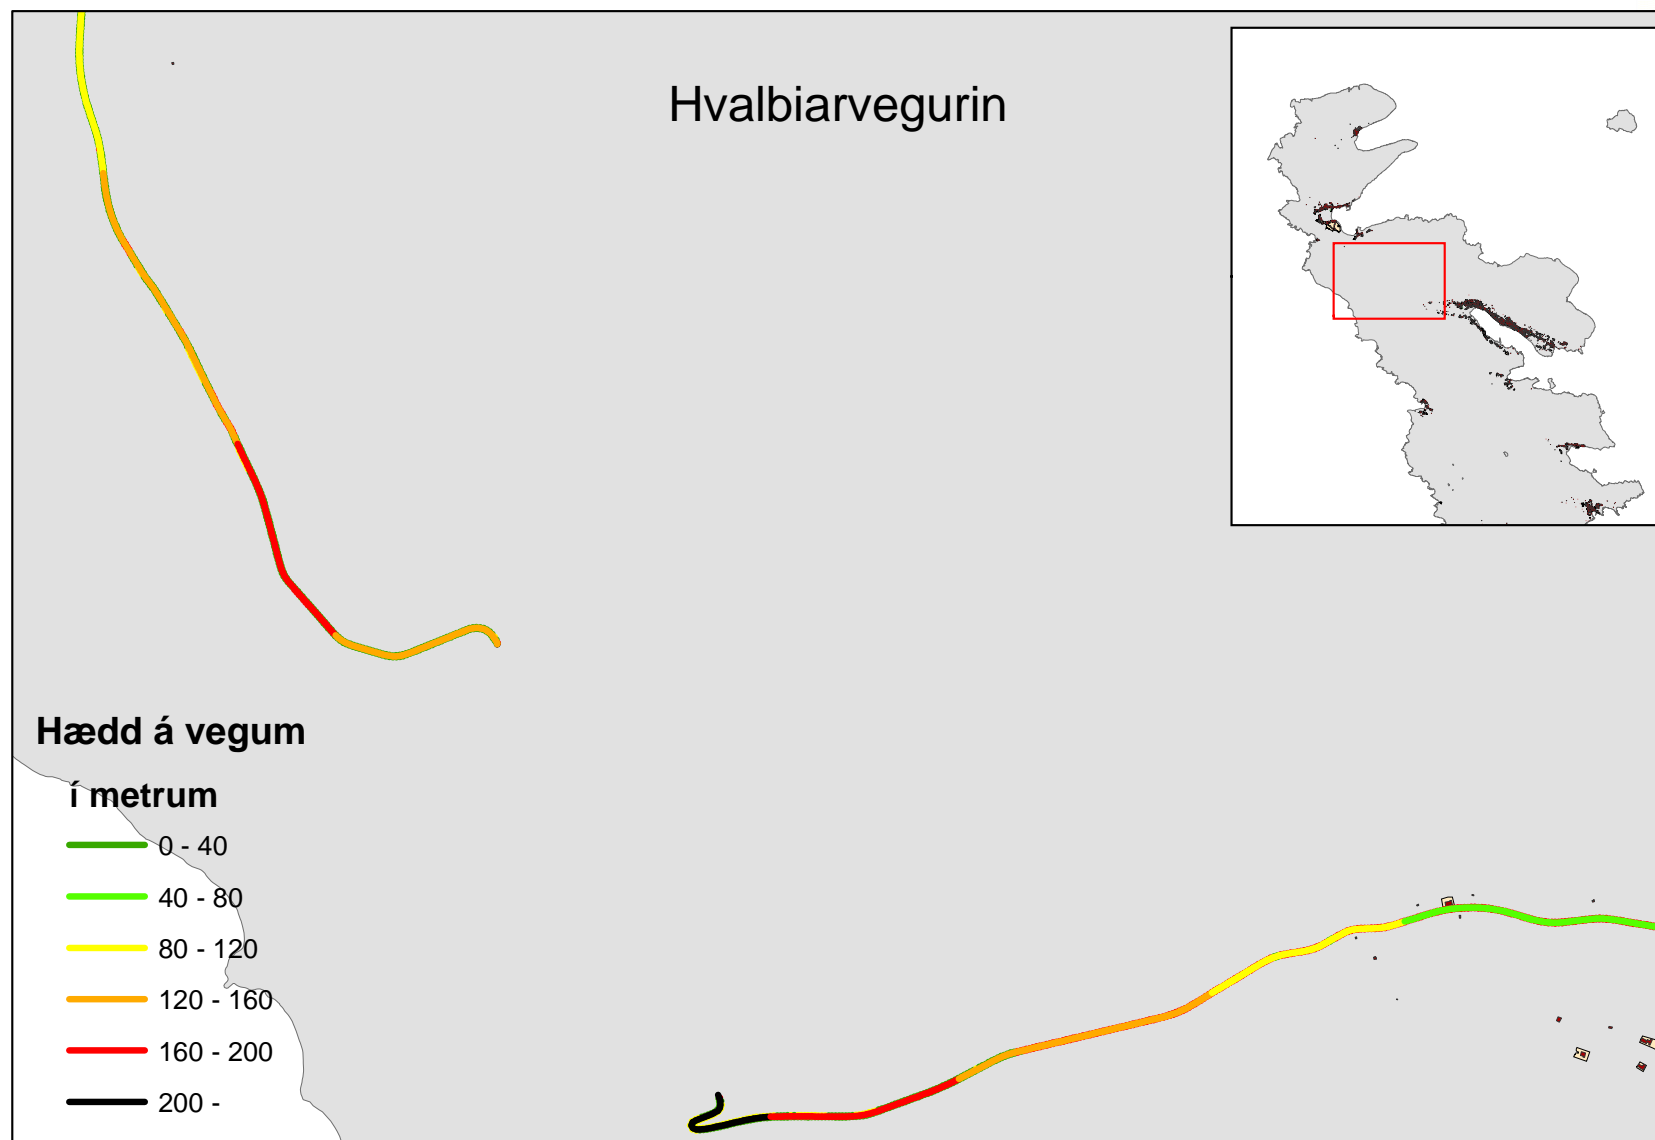 Hvalbiarvegurin
Hædd á vegum
í metrum
0 - 40
40 - 80
80 - 120
120 - 160
160 - 200
200 -